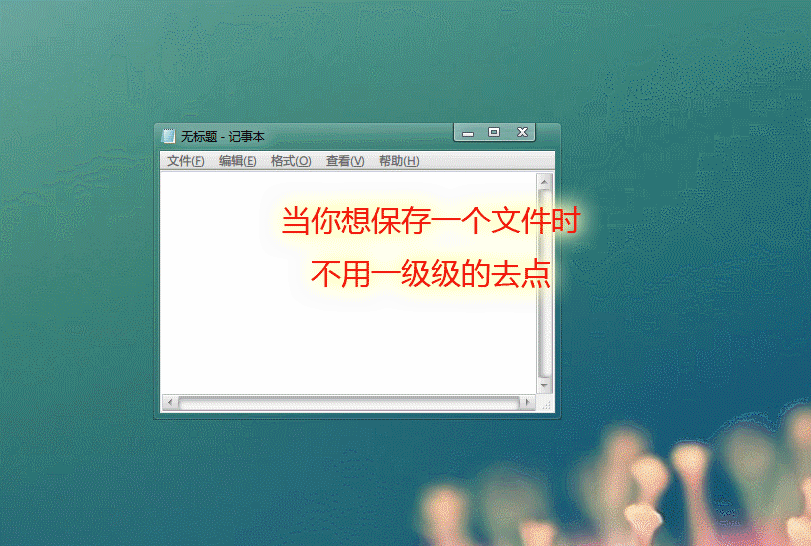 无标题 - 记事本
文件(F) 编辑(E) 格式(O) 查看(V) 帮助(H)
当你想保存一个文件时
不用一级级的去点